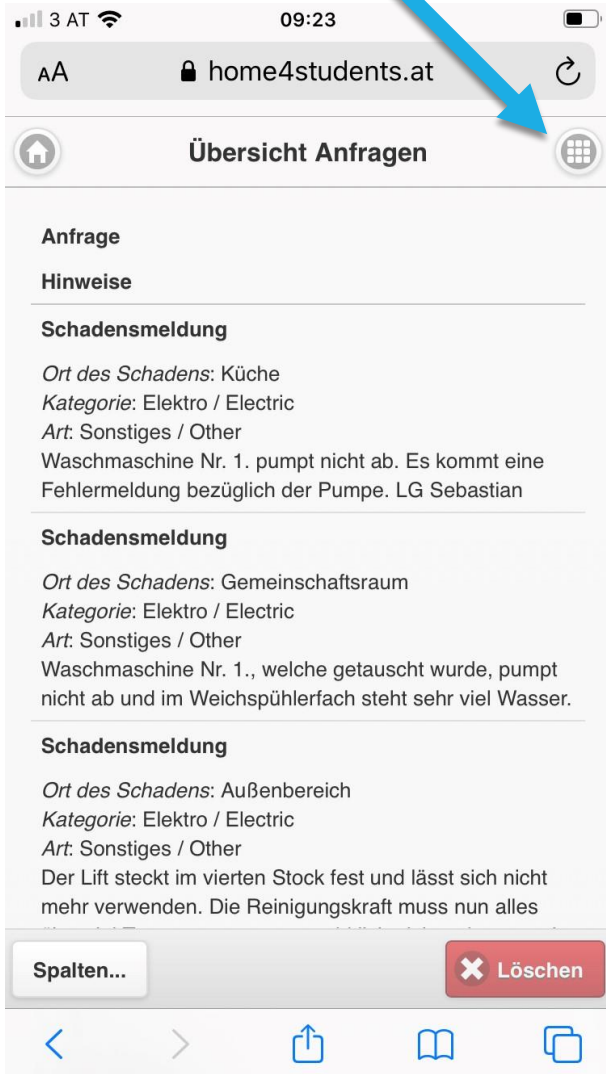 3 AT 09:23
AA home4students.at
Übersicht Anfragen
Anfrage
Hinweise
Schadensmeldung
Ort des Schadens: Küche
Kategorie: Elektro / Electric
Art: Sonstiges / Other
Waschmaschine Nr. 1. pumpt nicht ab. Es kommt eine
Fehlermeldung bezüglich der Pumpe. LG Sebastian
Schadensmeldung
Ort des Schadens: Gemeinschaftsraum
Kategorie: Elektro / Electric
Art: Sonstiges / Other
Waschmaschine Nr. 1., welche getauscht wurde, pumpt
nicht ab und im Weichspühlerfach steht sehr viel Wasser.
Schadensmeldung
Ort des Schadens: Außenbereich
Kategorie: Elektro / Electric
Art: Sonstiges / Other
Der Lift steckt im vierten Stock fest und lässt sich nicht
mehr verwenden. Die Reinigungskraft muss nun alles
Spalten...
Löschen